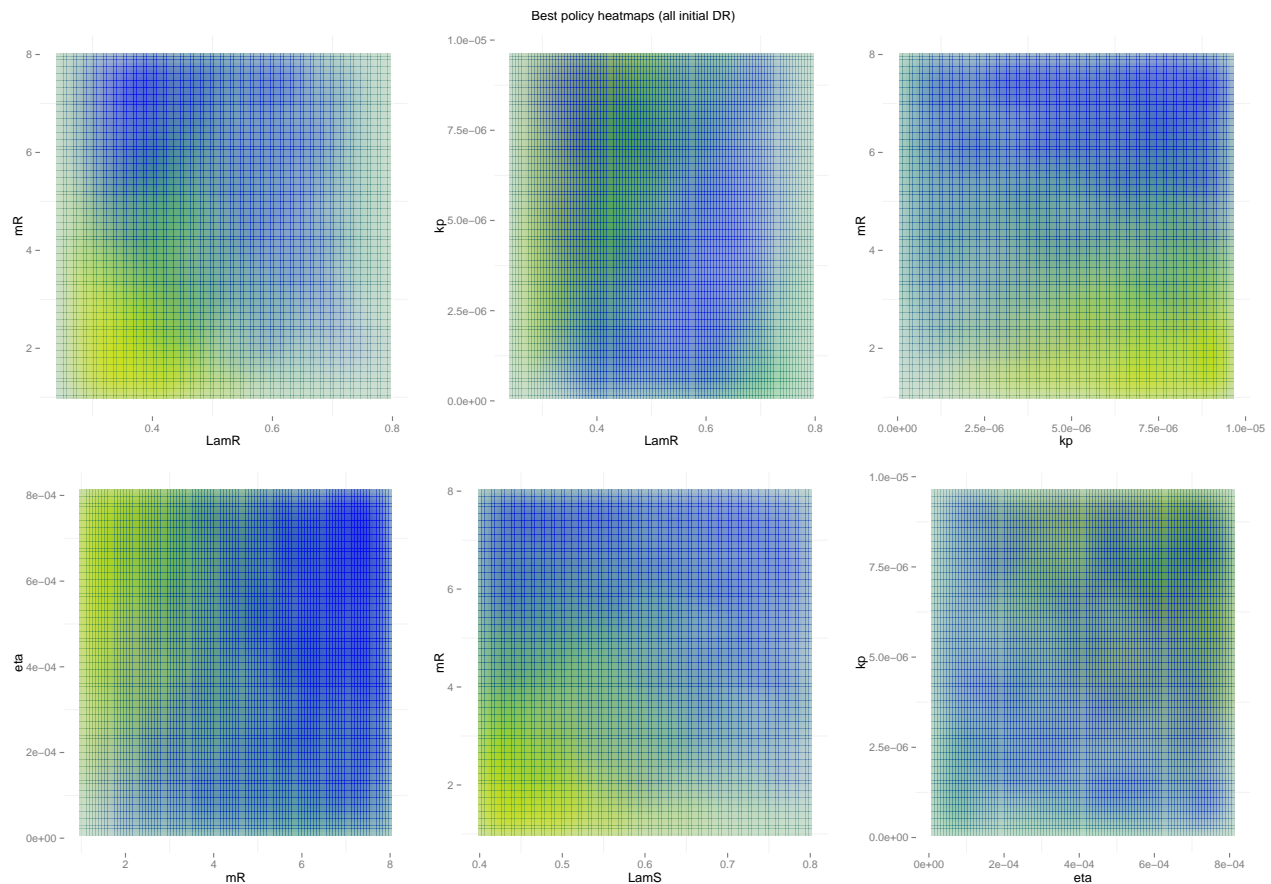 Best policy heatmaps (all initial DR)
8
6
4
2
mR
0.4
0.6
0.8
LamR
1.0e−05
7.5e−06
5.0e−06
2.5e−06
0.0e+00
kp
0.4
0.6
0.8
LamR
8
6
4
2
mR
0.0e+00
2.5e−06
5.0e−06
7.5e−06
1.0e−05
kp
8e−04
6e−04
4e−04
2e−04
0e+00
eta
2
4
6
8
mR
8
6
4
2
mR
0.4
0.5
0.6
0.7
0.8
LamS
1.0e−05
7.5e−06
5.0e−06
2.5e−06
0.0e+00
kp
0e+00
2e−04
4e−04
6e−04
8e−04
eta